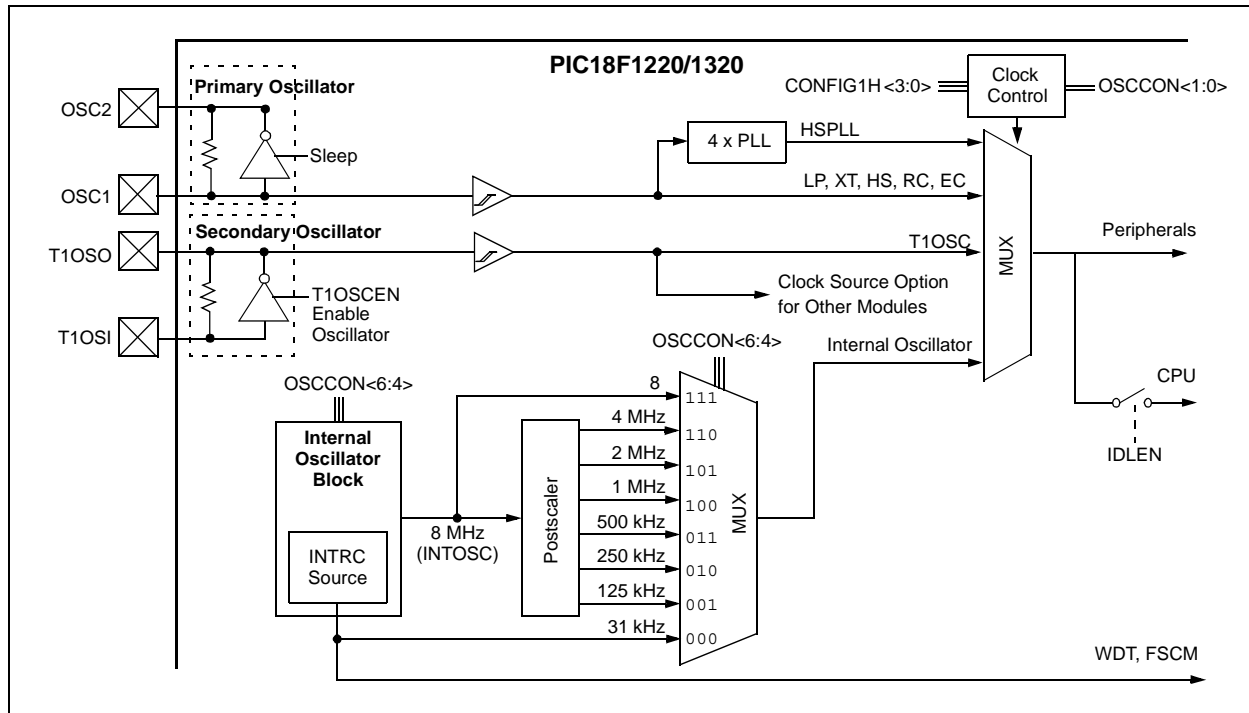 PIC18F1220/1320
CONFIG1H <3:0>
Clock
Control
OSCCON<1:0>
Primary Oscillator
OSC2
Sleep
OSC1
4 x PLL
HSPLL
LP, XT, HS, RC, EC
Secondary Oscillator
T1OSO
T1OSCEN
Enable
Oscillator
T1OSI
T1OSC
Clock Source Option
for Other Modules
MUX
Peripherals
Internal Oscillator
CPU
IDLEN
OSCCON<6:4>
OSCCON<6:4>
Internal
Oscillator
Block
INTRC
Source
8 MHz
(INTOSC)
Postscaler
8
4 MHz
2 MHz
1 MHz
500 kHz
250 kHz
125 kHz
31 kHz
111
110
101
100
011
010
001
000
MUX
WDT, FSCM